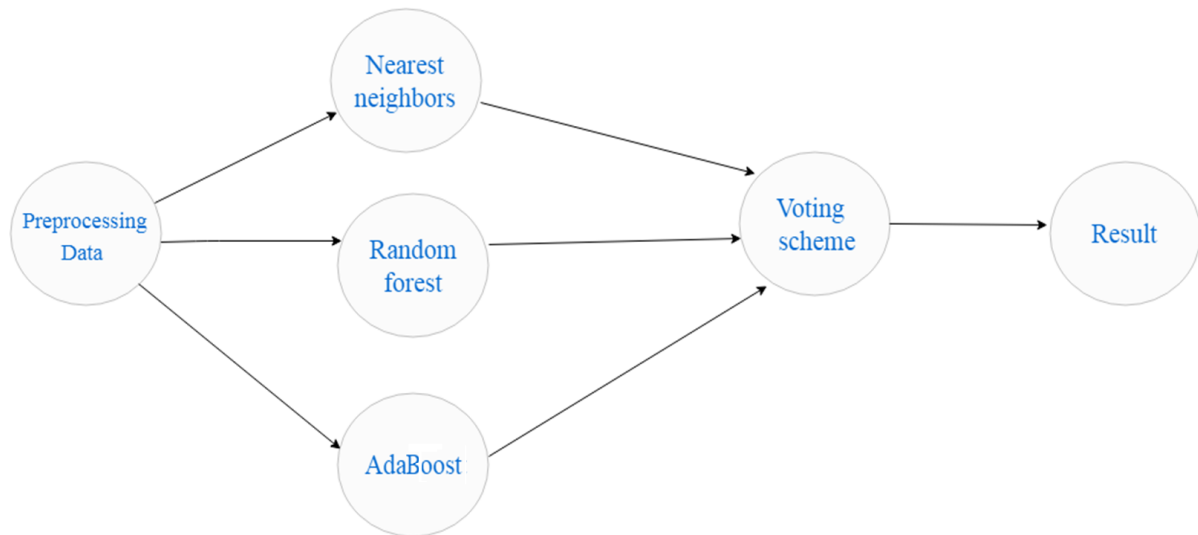 Nearest
neighbors
Preprocessing
Data
Random
forest
AdaBoost
Voting
scheme
Result